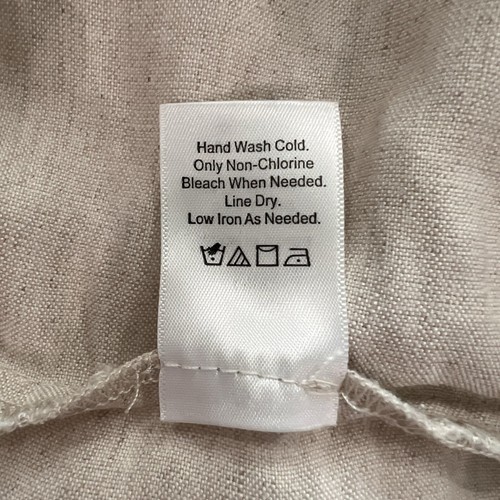 Hand Wash Cold.
Only Non-Chlorine
Bleach When Needed.
Line Dry.
Low Iron As Needed.